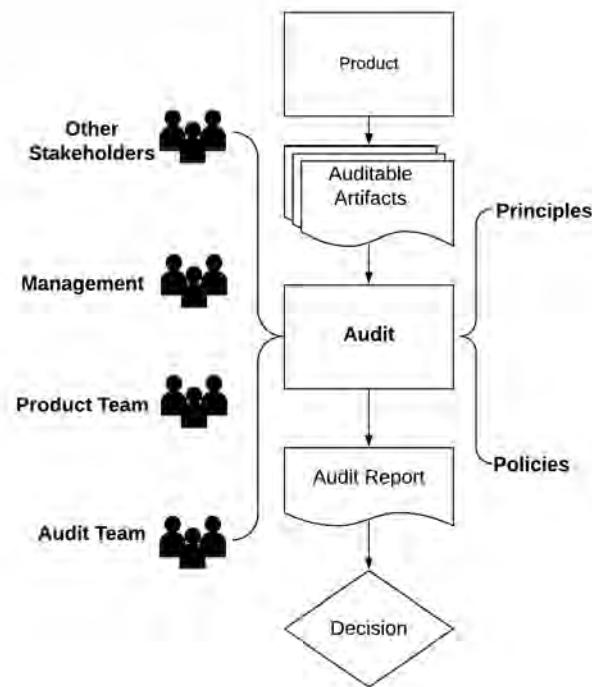 Product
Other
Stakeholders
Auditable
Artifacts
Principles
Management
Audit
Product Team
Policies
Audit Report
Audit Team
Decision